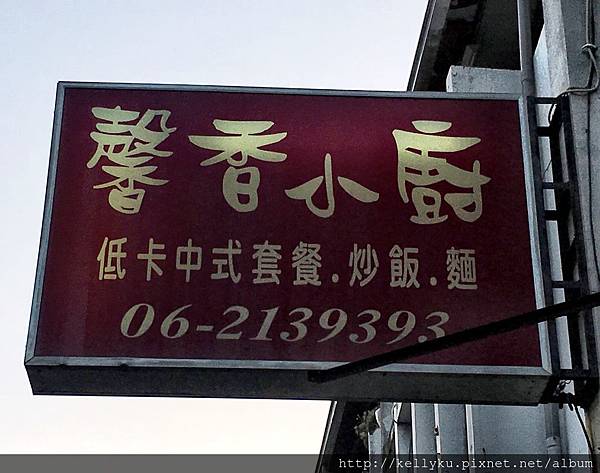 馨香小廚
低卡中式套餐.炒飯.麵
06-2139393
http://kellyku.pixnet.net/album